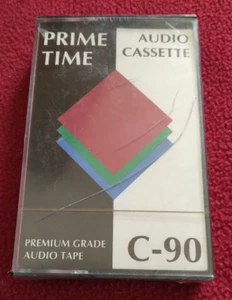 PRIME
TIME
AUDIO
CASSETTE
PREMIUM GRADE
AUDIO TAPE
C-90